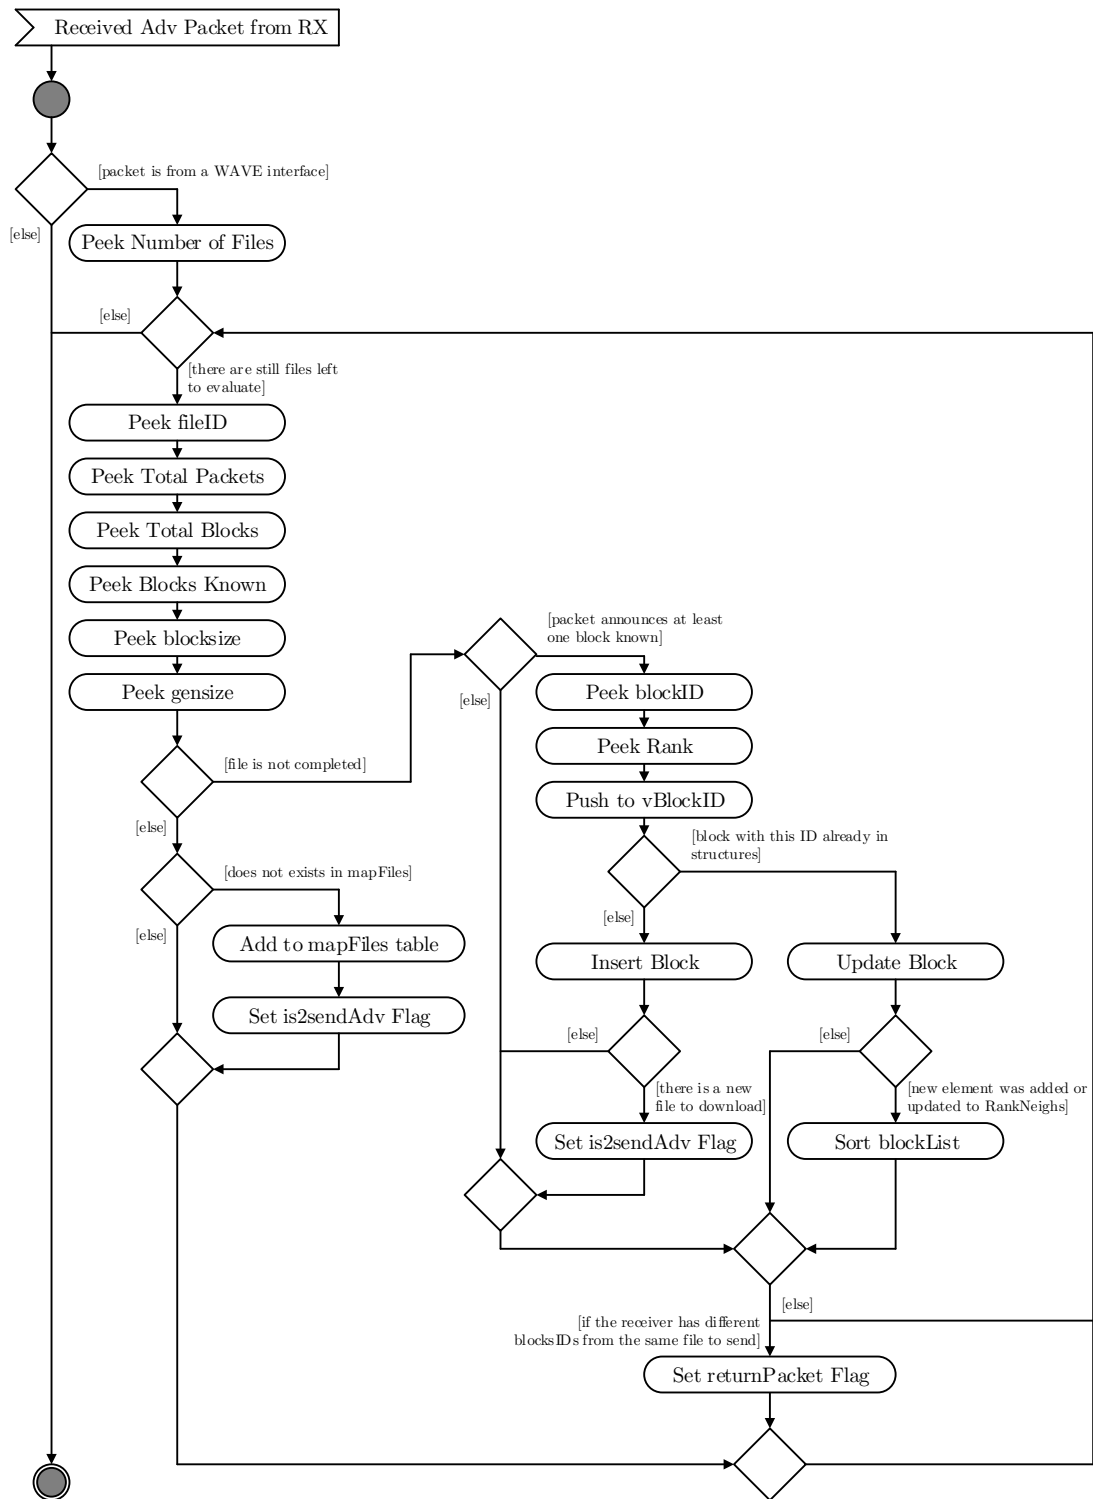 Received Adv Packet from RX
[packet is from a WAVE interface]
[else]
Peek Number of Files
[else]
[there are still files left
to evaluate]
Peek fileID
Peek Total Packets
Peek Total Blocks
Peek Blocks Known
Peek blocksize
Peek gensize
[file is not completed]
[else]
[does not exists in mapFiles]
[else]
Add to mapFiles table
Set is2sendAdv Flag
[packet announces at least
one block known]
[else]
Peek blockID
Peek Rank
Push to vBlockID
[block with this ID already in
structures]
[else]
Insert Block
Update Block
[else]
[else]
[there is a new
file to download]
[new element was added or
updated to RankNeighs]
Set is2sendAdv Flag
Sort blockList
[else]
[if the receiver has different
blocksIDs from the same file to send]
Set returnPacket Flag